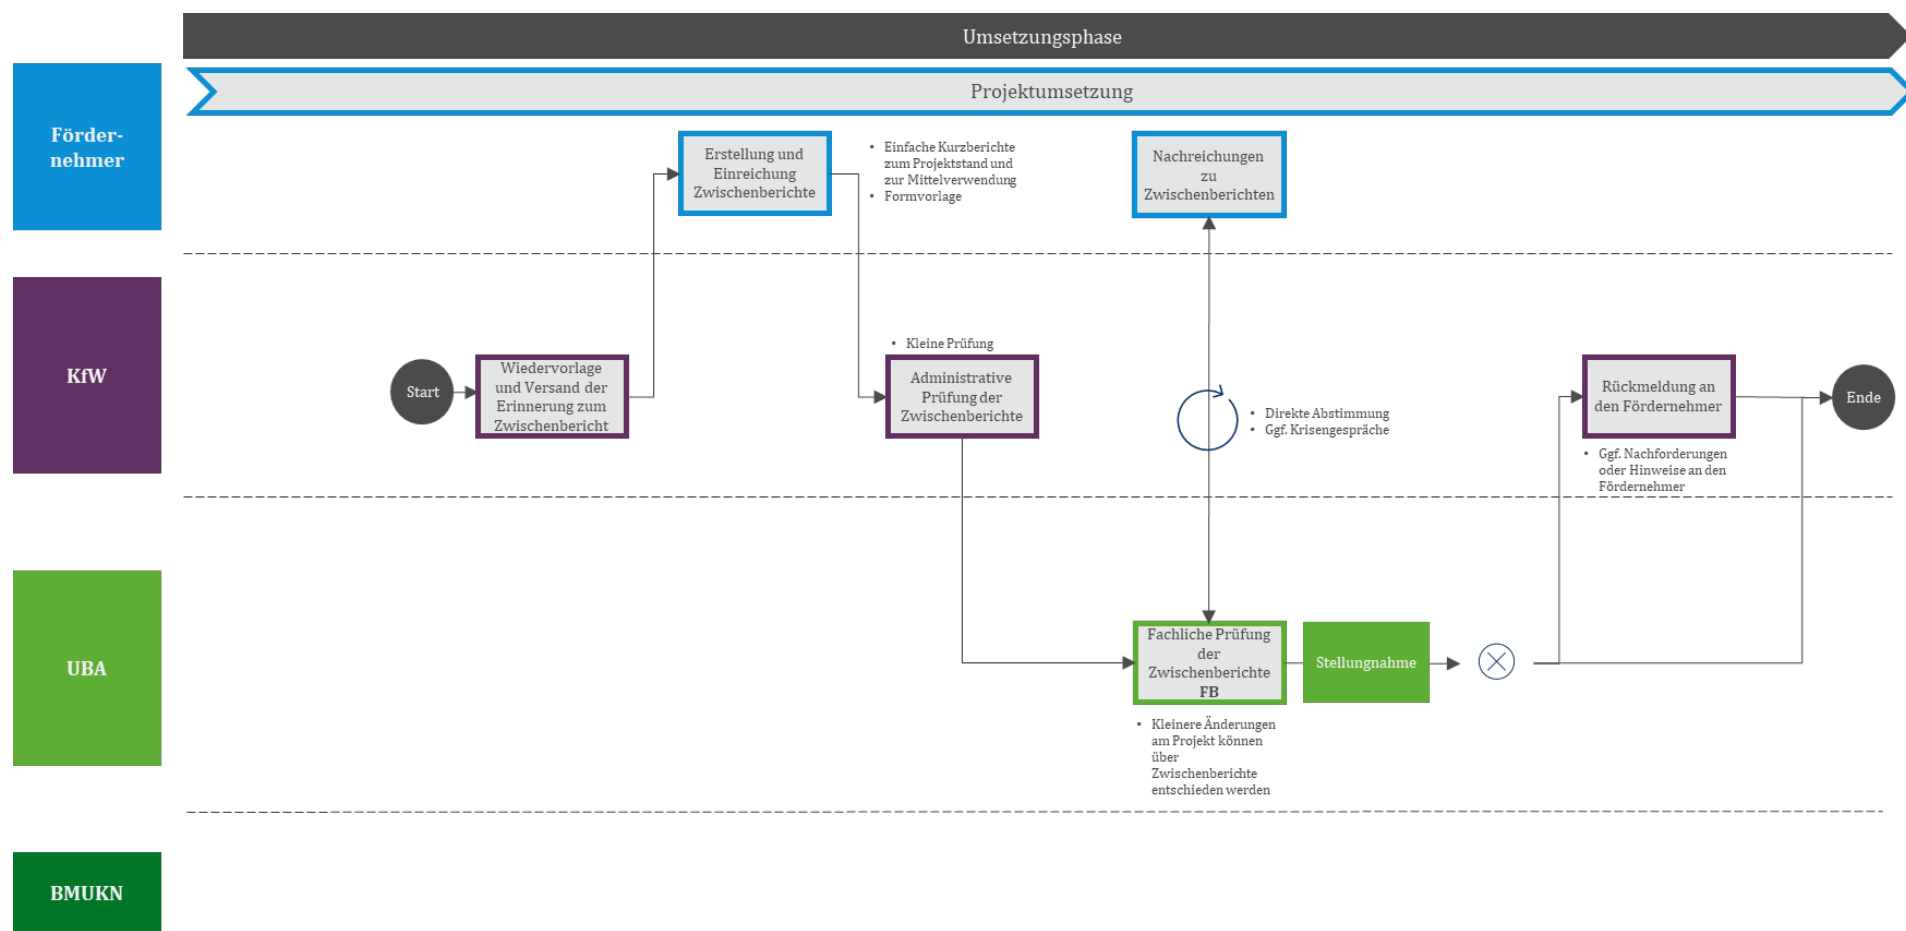 Umsetzungsphase
Projektumsetzung
Förder-
nehmer
Erstellung und
Einreichung
Zwischenberichte
• Einfache Kurzberichte
zum Projektstand und
zur Mittelverwendung
• Formvorlage
Nachreichungen
zu
Zwischenberichten
KfW
Start
Wiedervorlage
und Versand der
Erinnerung zum
Zwischenbericht
• Kleine Prüfung
Administrative
Prüfung der
Zwischenberichte
• Direkte Abstimmung
• Ggf. Krisengespräche
Rückmeldung an
den Fördernehmer
• Ggf. Nachforderungen
oder Hinweise an den
Fördernehmer
Ende
UBA
Fachliche Prüfung
der
Zwischenberichte
FB
Stellungnahme
• Kleinere Änderungen
am Projekt können
über
Zwischenberichte
entschieden werden
BMUKN